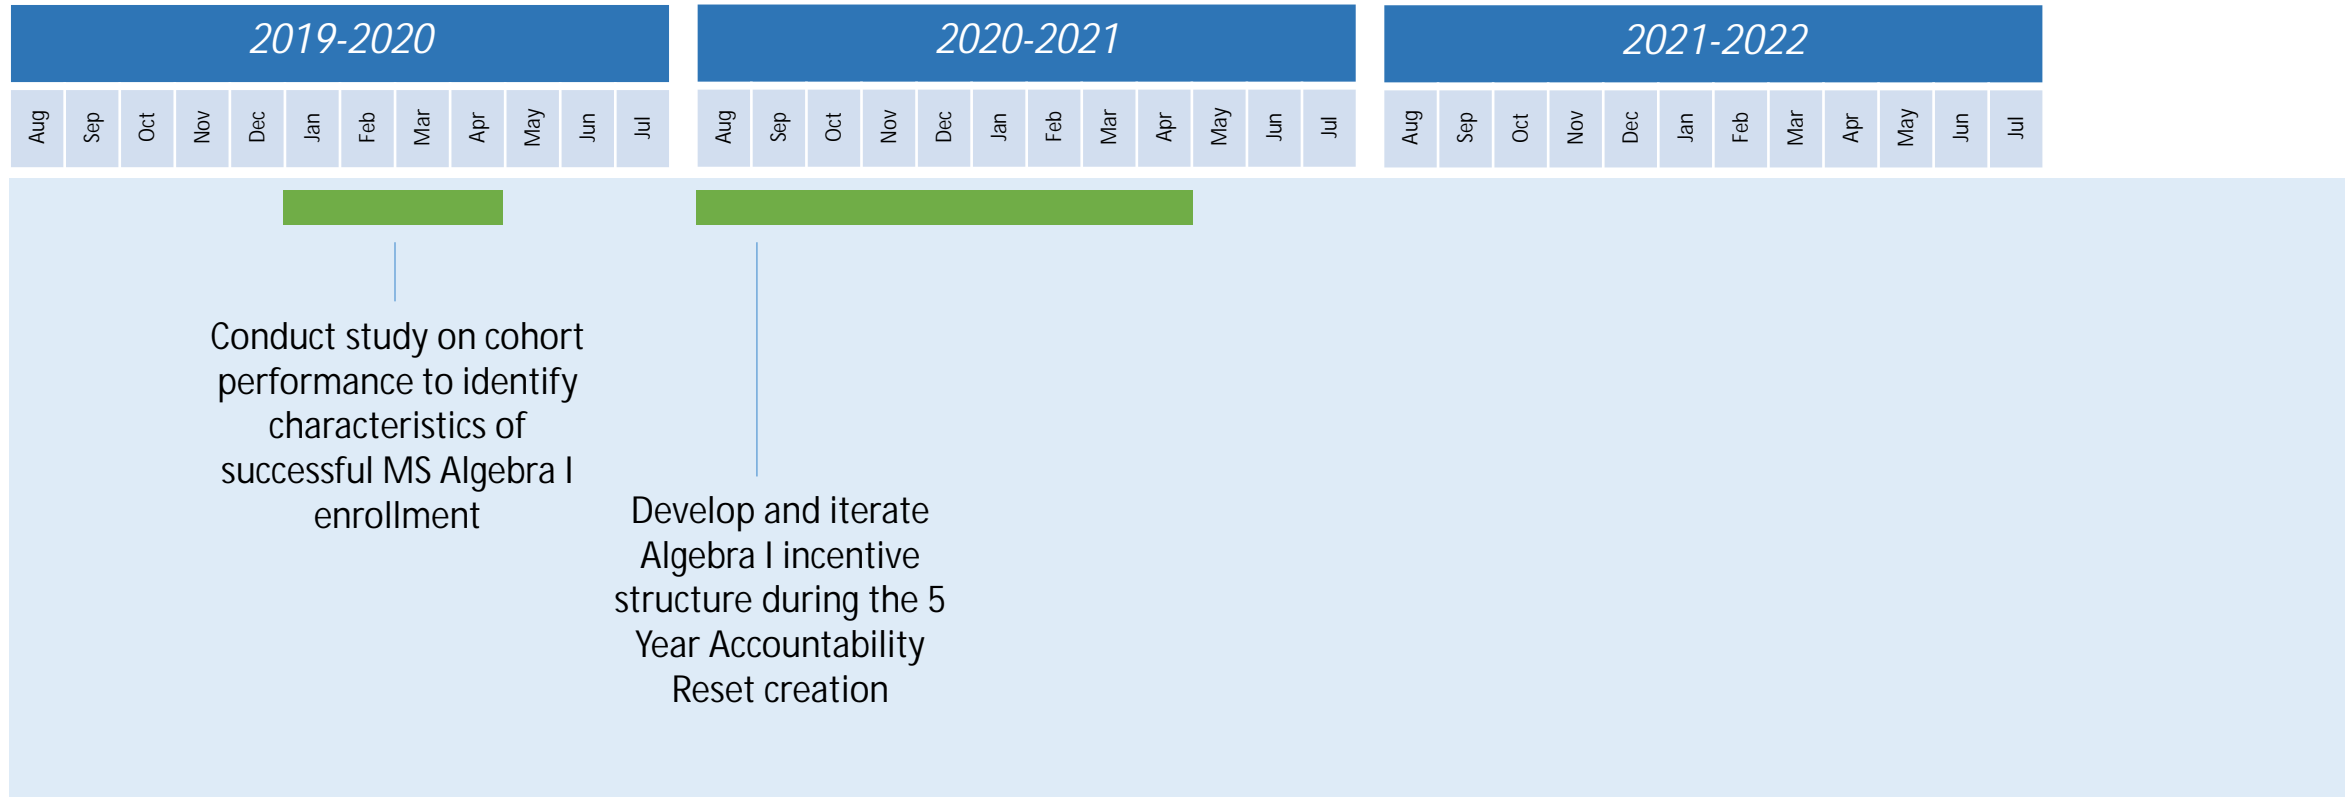 2019-2020
2020-2021
2021-2022
Aug Sep Oct Nov Dec Jan Feb Mar Apr May Jun Jul
Aug Sep Oct Nov Dec Jan Feb Mar Apr May Jun Jul
Aug Sep Oct Nov Dec Jan Feb Mar Apr May Jun Jul
Conduct study on cohort
performance to identify
characteristics of
successful MS Algebra I
enrollment
Develop and iterate
Algebra I incentive
structure during the 5
Year Accountability
Reset creation